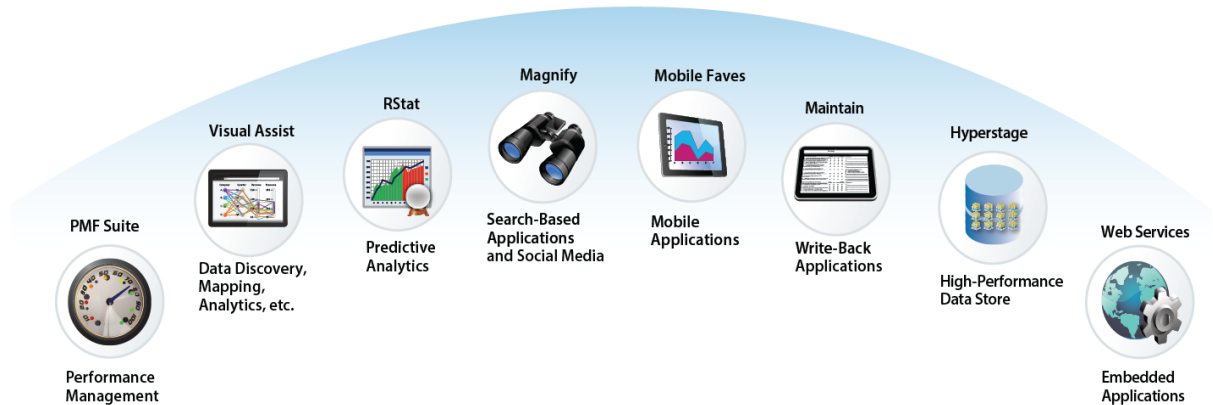 PMF Suite
Performance
Management
Visual Assist
Data Discovery,
Mapping,
Analytics, etc.
RStat
Predictive
Analytics
Magnify
Search-Based
Applications
and Social Media
Mobile Faves
Mobile
Applications
Maintain
Write-Back
Applications
Hyperstage
High-Performance
Data Store
Web Services
Embedded
Applications